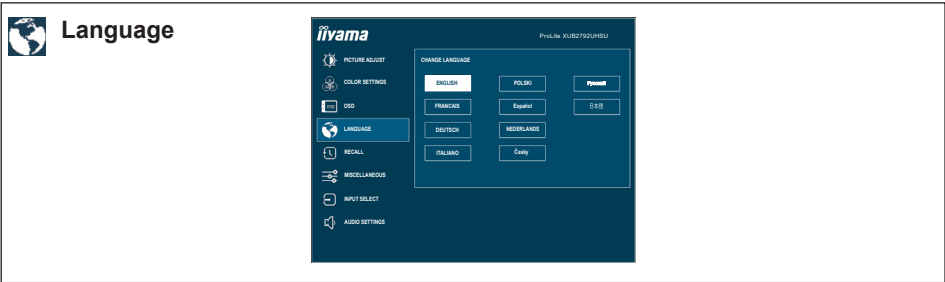 Language
iiyama
ProLite XUB2792UHSU
PICTURE ADJUST
COLOR SETTINGS
OSD
OSD
LANGUAGE
RECALL
MISCELLANEOUS
INPUT SELECT
AUDIO SETTINGS
CHANGE LANGUAGE
ENGLISH POLSKI Русский
FRANCAIS Español 日本語
DEUTSCH NEDERLANDS
ITALIANO Česky